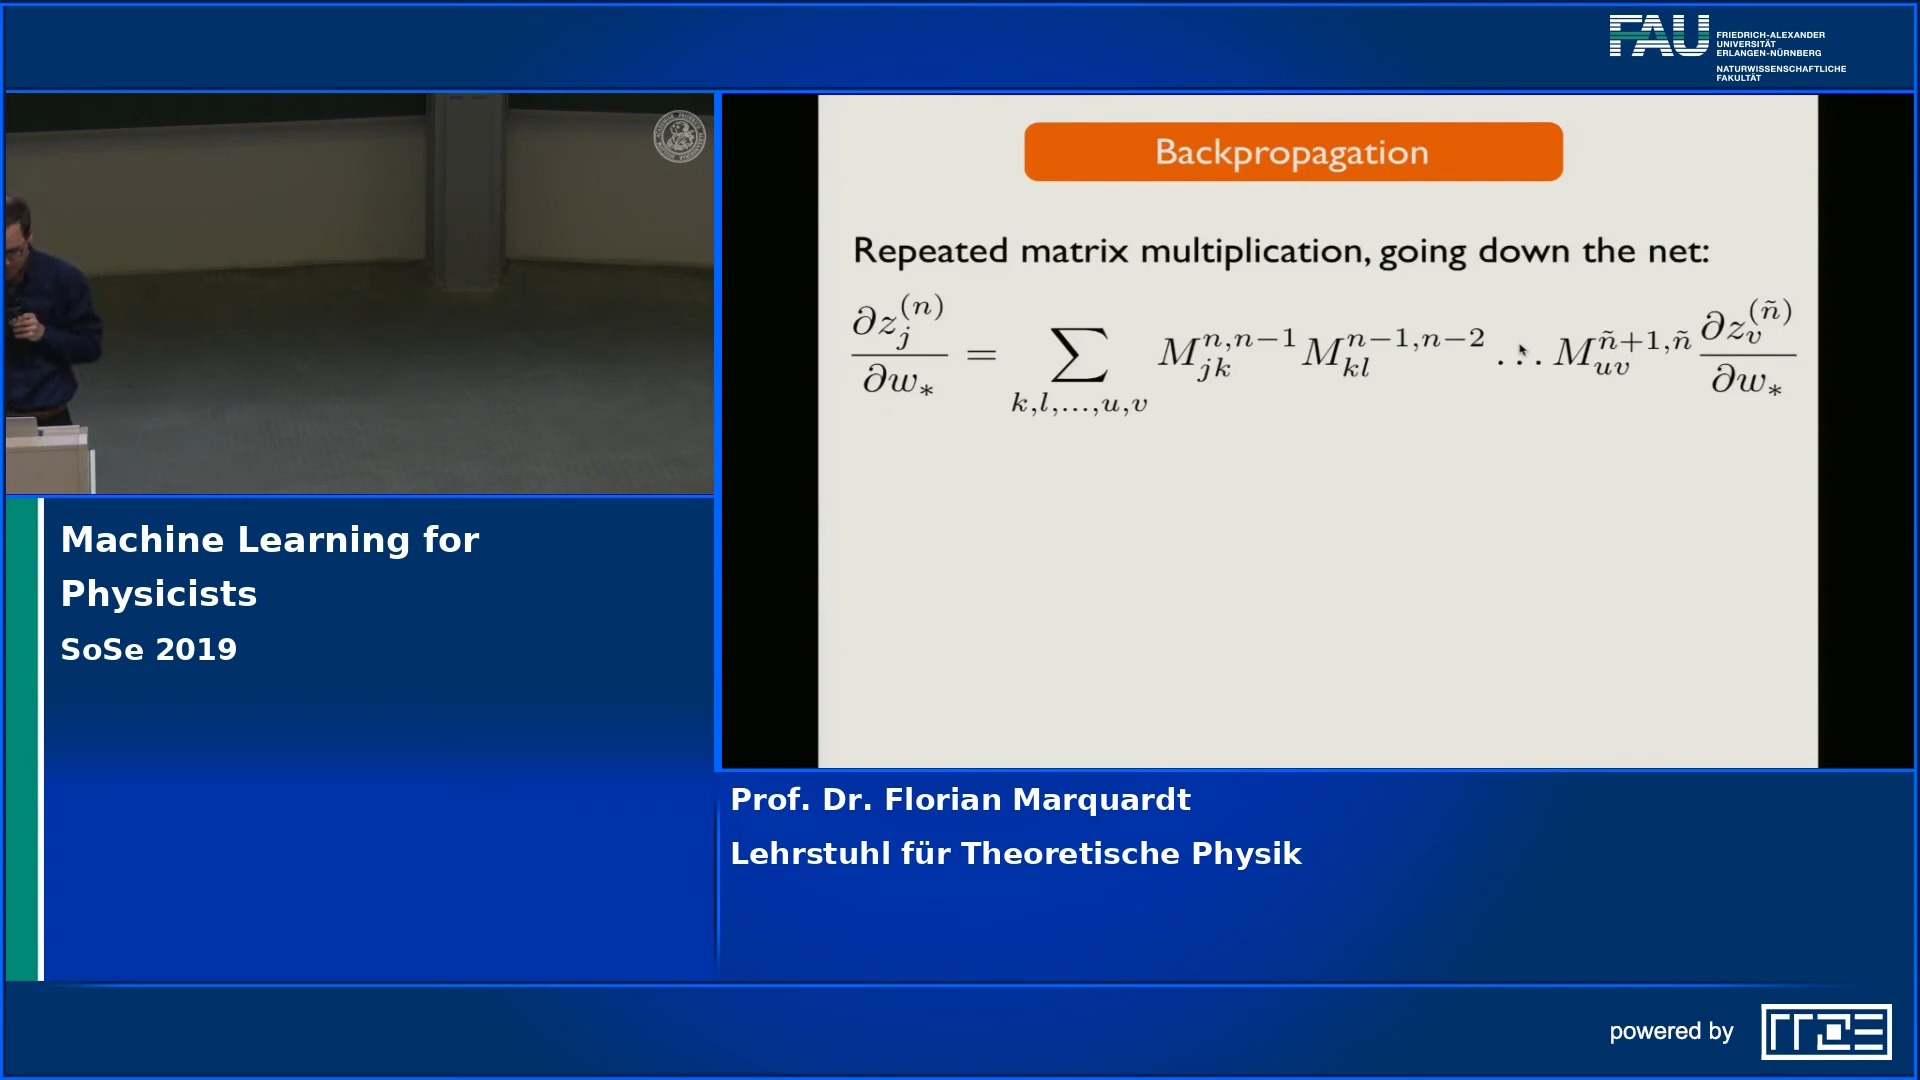 FAU
FRIEDRICH-ALEXANDER
UNIVERSITÄT
ERLANGEN-NÜRNBERG
NATURWISSENSCHAFTLICHE
FAKULTÄT
Backpropagation
Repeated matrix multiplication, going down the net:
∂z_j^(n) / ∂w_* = ∑_{k,l,...,u,v} M_{jk}^{n,n−1} M_{kl}^{n−1,n−2} ... M_{uv}^{ñ+1,ñ} ∂z_v^(ñ) / ∂w_*
Machine Learning for
Physicists
SoSe 2019
Prof. Dr. Florian Marquardt
Lehrstuhl für Theoretische Physik
powered by